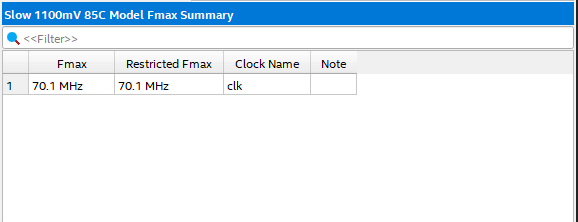 Slow 1100mV 85C Model Fmax Summary
<<Filter>>
Fmax Restricted Fmax Clock Name Note
1 70.1 MHz 70.1 MHz clk